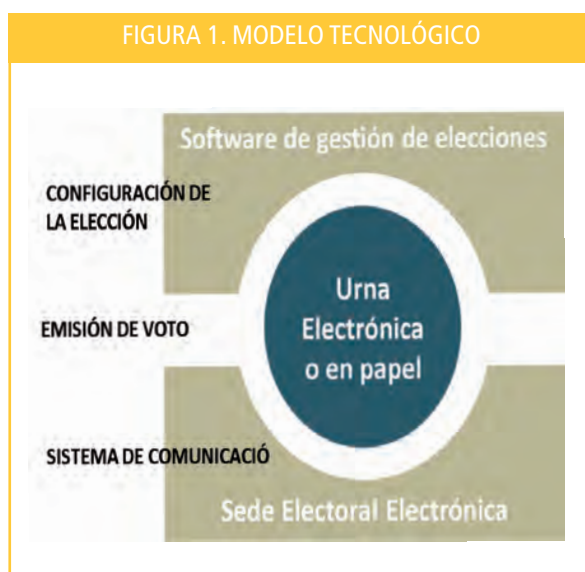 FIGURA 1. MODELO TECNOLÓGICO
Software de gestión de elecciones
CONFIGURACIÓN DE
LA ELECCIÓN
Urna
Electrónica
o en papel
EMISIÓN DE VOTO
SISTEMA DE COMUNICACIÓ
Sede Electoral Electrónica